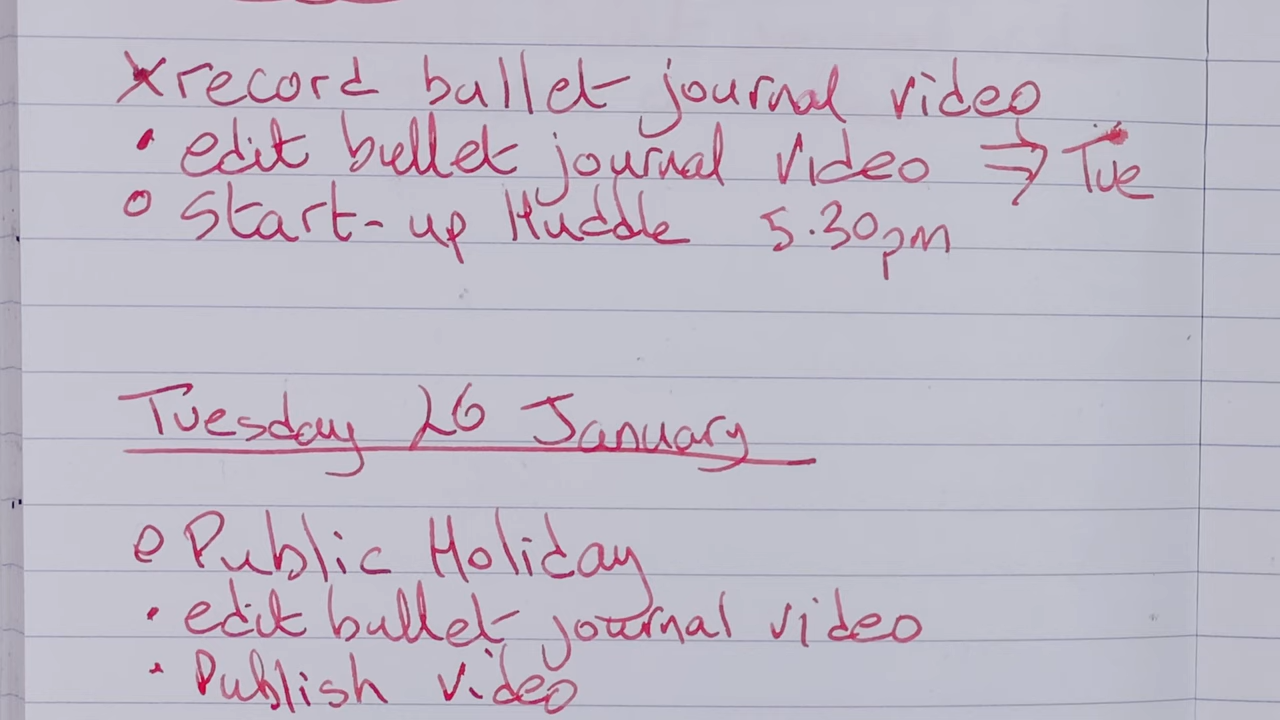 × record bullet journal video
• edit bullet journal video ⇒ Tue
○ Start-up Huddle 5.30pm
Tuesday 26 January
○ Public Holiday
• edit bullet journal video
• Publish video